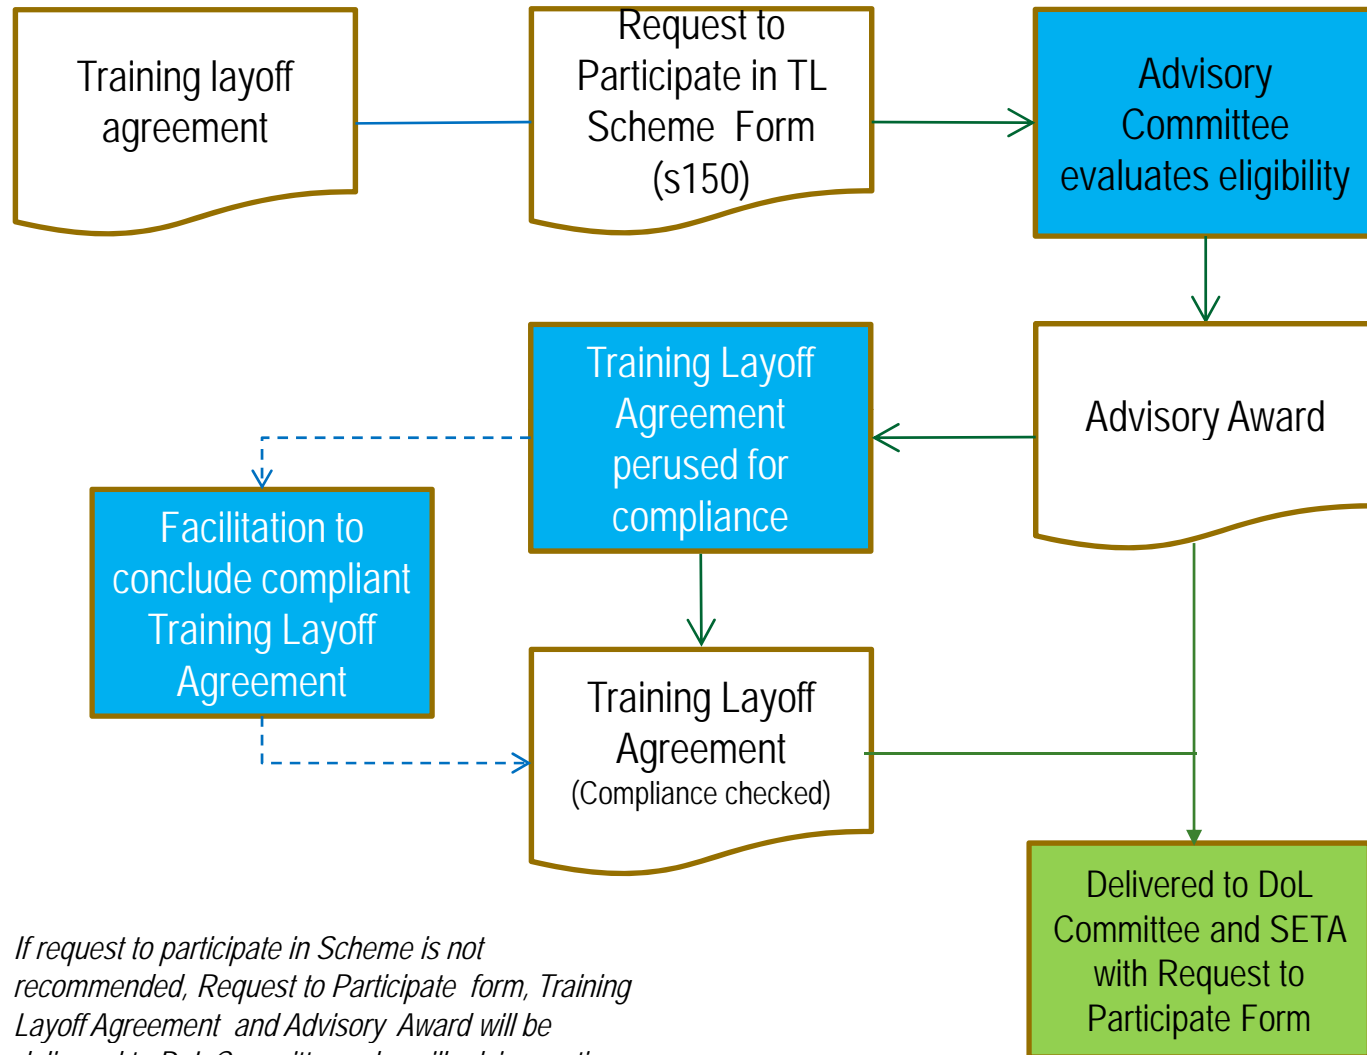 Training layoff
agreement
Request to
Participate in TL
Scheme Form
(s150)
Advisory
Committee
evaluates eligibility
Training Layoff
Agreement
perused for
compliance
Advisory Award
Facilitation to
conclude compliant
Training Layoff
Agreement
Training Layoff
Agreement
(Compliance checked)
Delivered to DoL
Committee and SETA
with Request to
Participate Form
If request to participate in Scheme is not
recommended, Request to Participate form, Training
Layoff Agreement and Advisory Award will be